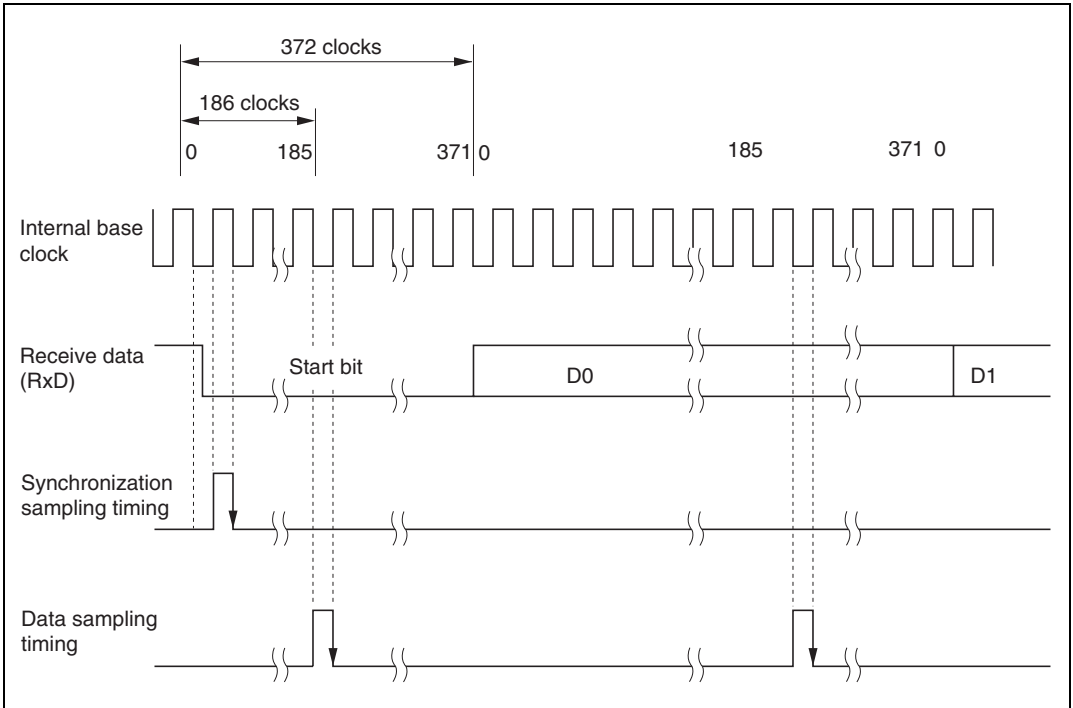 372 clocks
186 clocks
0 185 371 0 185 371 0
Internal base
clock
Receive data
(RxD)
Start bit
D0
D1
Synchronization
sampling timing
Data sampling
timing